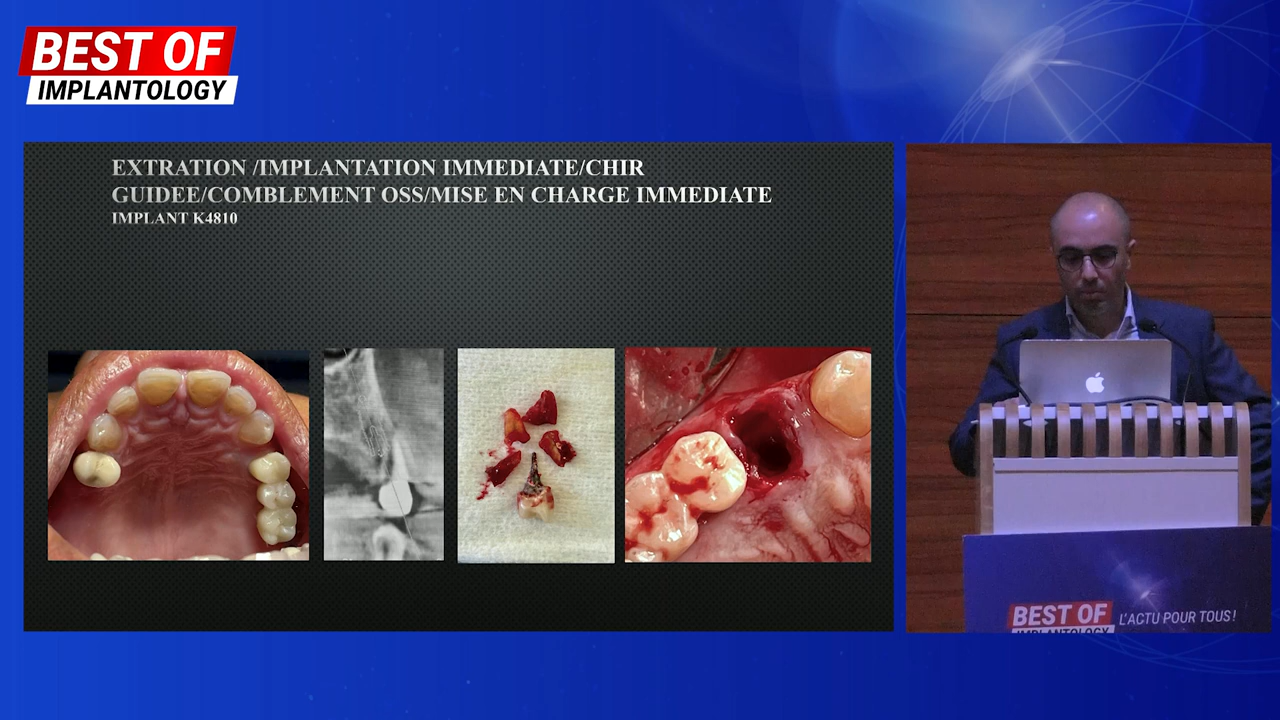 BEST OF
IMPLANTOLOGY
EXTRATION /IMPLANTATION IMMEDIATE/CHIR
GUIDEE/COMBLEMENT OSS/MISE EN CHARGE IMMEDIATE
IMPLANT K4810
BEST OF
IMPLANTOLOGY
L'ACTU POUR TOUS!